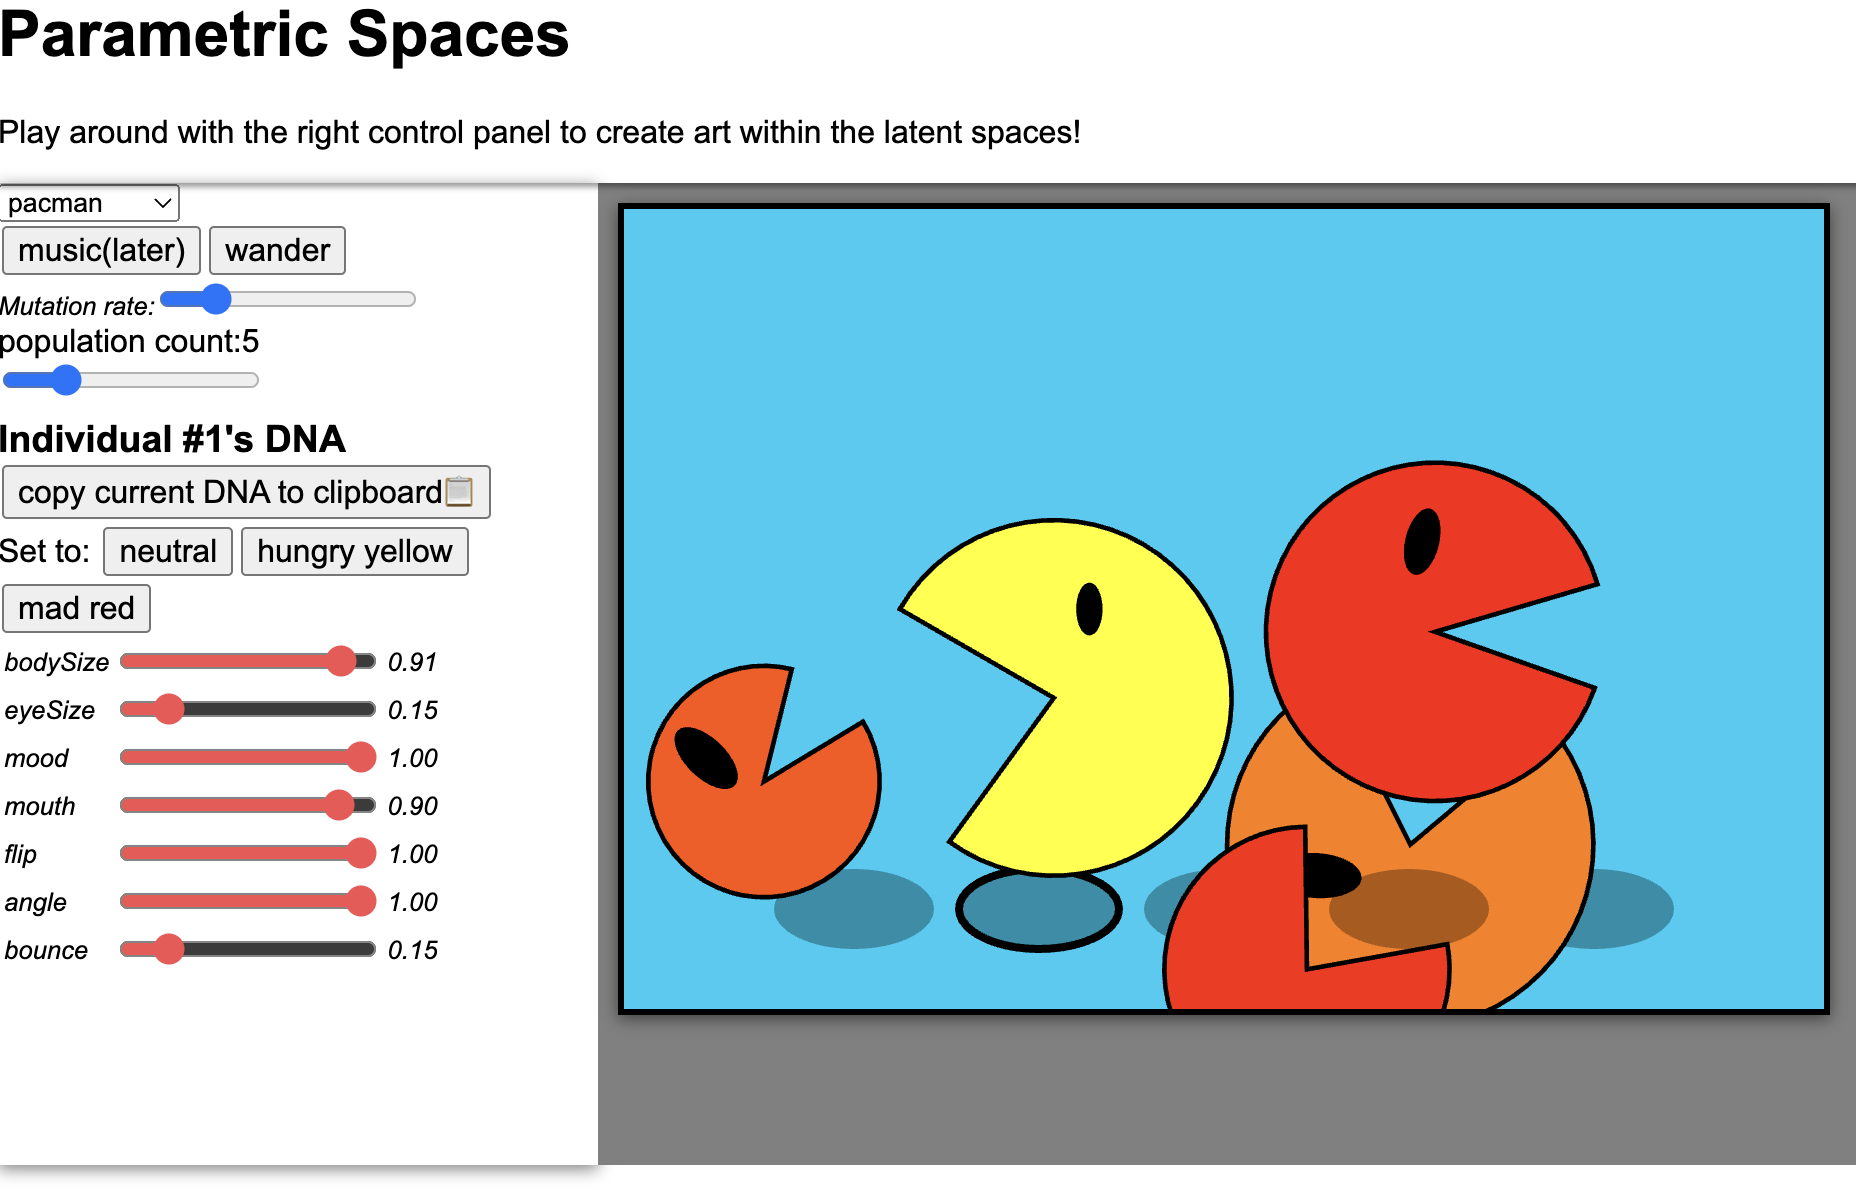 Parametric Spaces
Play around with the right control panel to create art within the latent spaces!
pacman
music(later) wander
Mutation rate:
population count:5
Individual #1's DNA
copy current DNA to clipboard📋
Set to: neutral hungry yellow
mad red
bodySize 0.91
eyeSize 0.15
mood 1.00
mouth 0.90
flip 1.00
angle 1.00
bounce 0.15